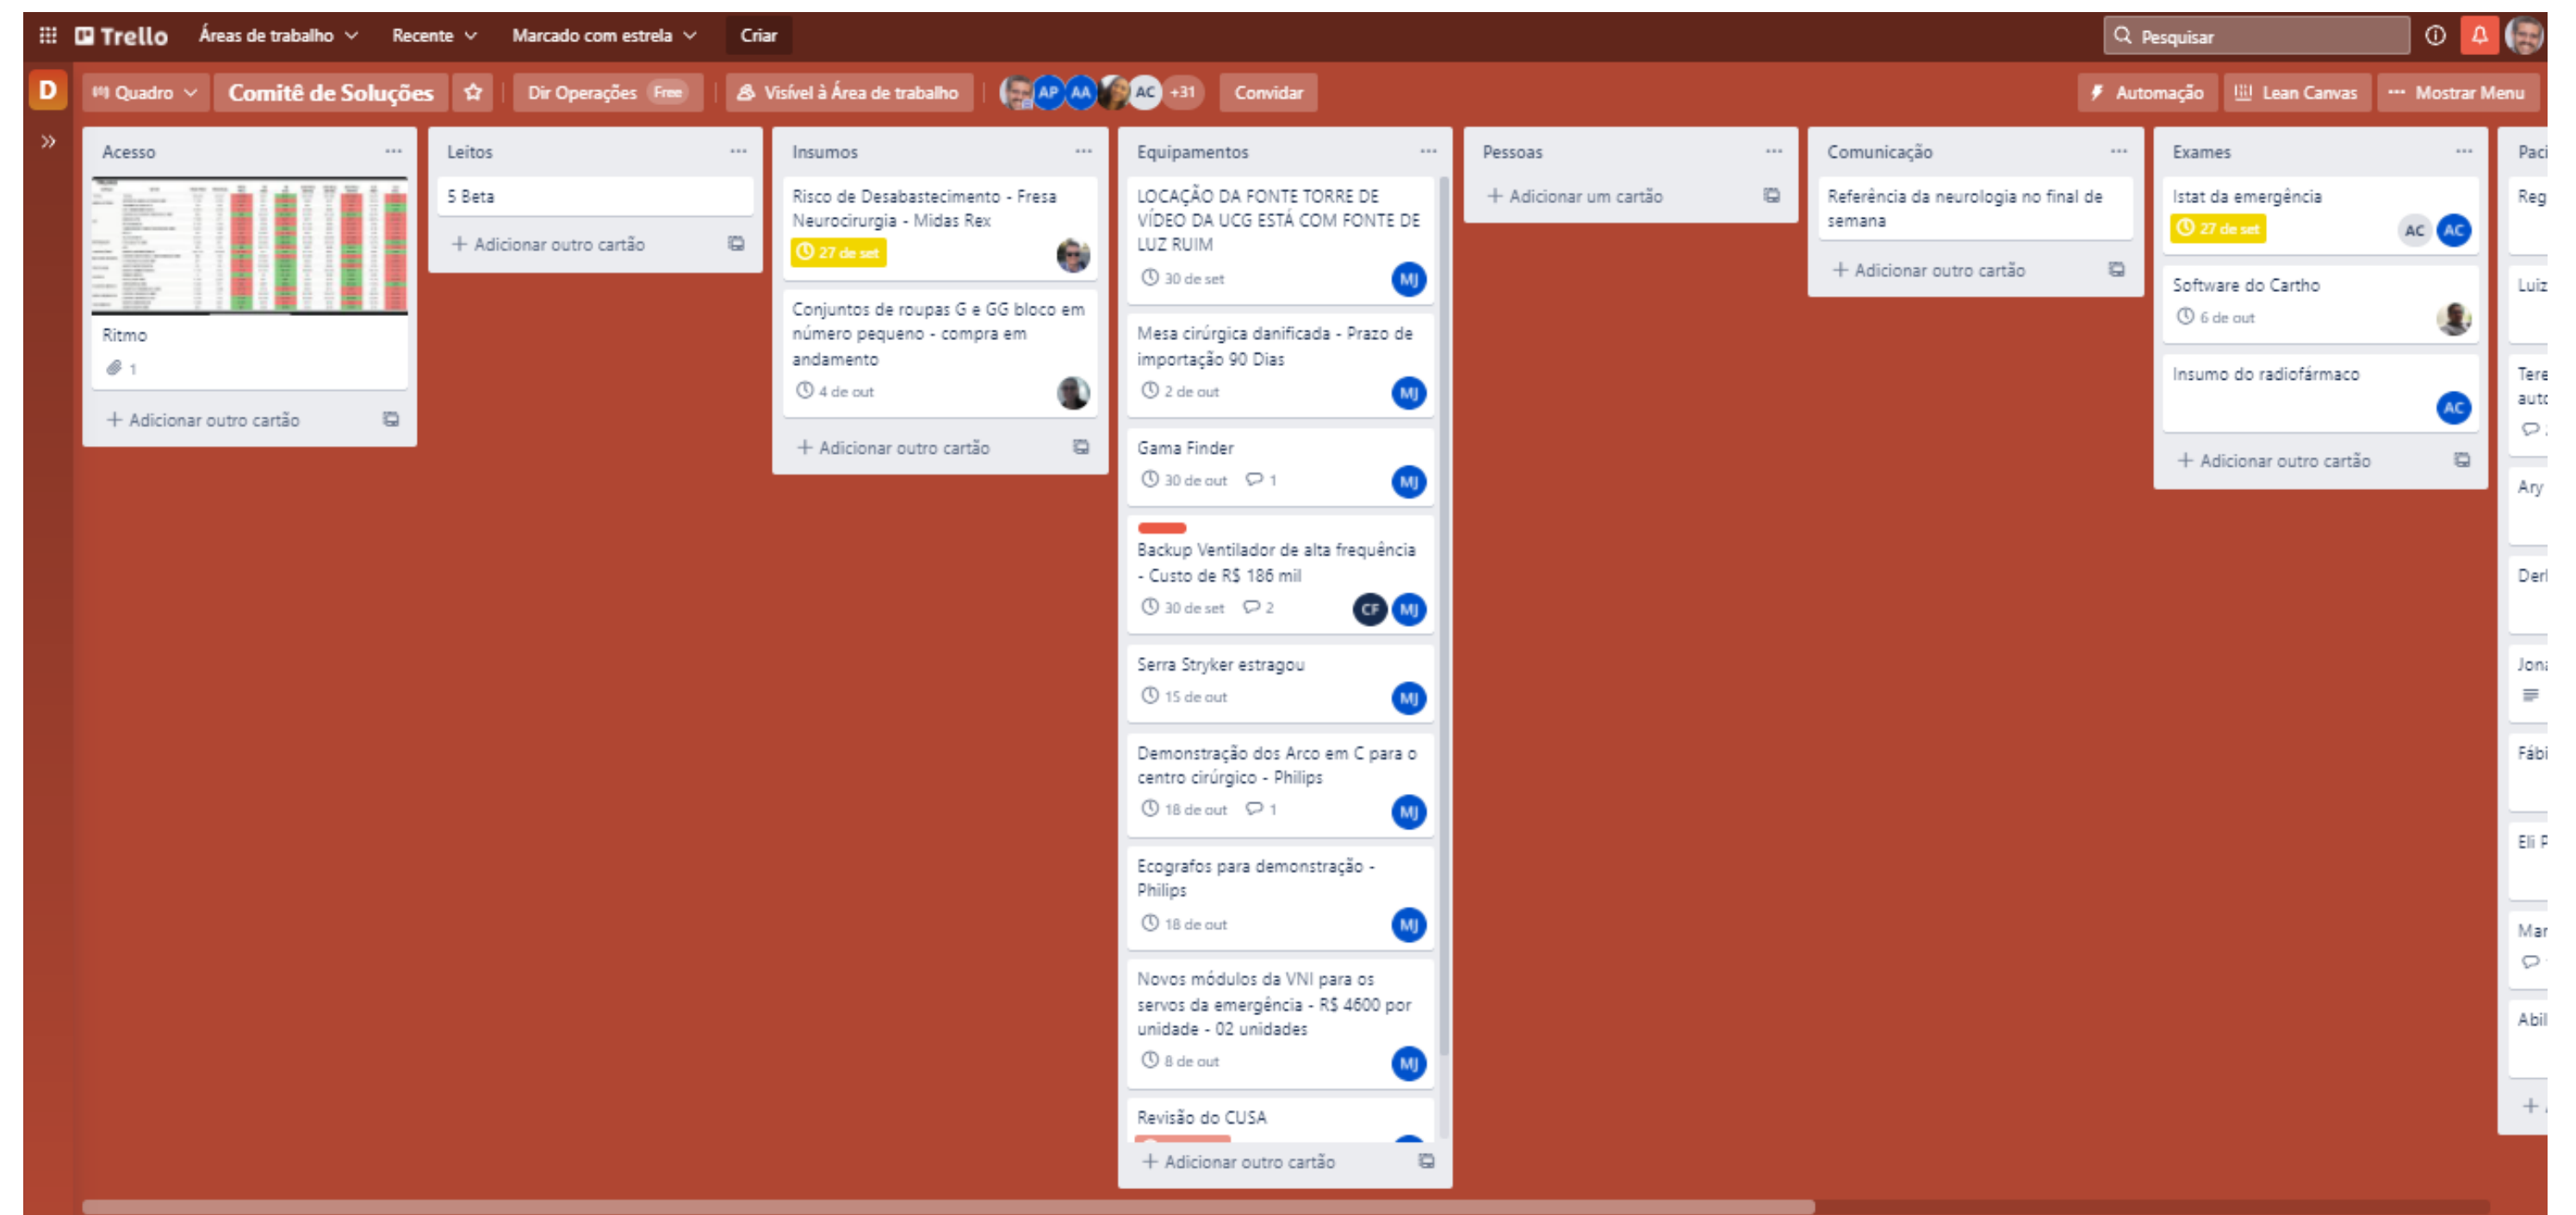 Trello
Áreas de trabalho
Recente
Marcado com estrela
Criar
Pesquisar
D
Quadro
Comitê de Soluções
Dir Operações Free
Visível à Área de trabalho
AP
AA
AC
+31
Convidar
Automação
Lean Canvas
Mostrar Menu
Acesso
Ritmo
1
+ Adicionar outro cartão
Leitos
5 Beta
+ Adicionar outro cartão
Insumos
Risco de Desabastecimento - Fresa
Neurocirurgia - Midas Rex
27 de set
Conjuntos de roupas G e GG bloco em
número pequeno - compra em
andamento
4 de out
+ Adicionar outro cartão
Equipamentos
LOCAÇÃO DA FONTE TORRE DE
VÍDEO DA UCG ESTÁ COM FONTE DE
LUZ RUIM
30 de set
MJ
Mesa cirúrgica danificada - Prazo de
importação 90 Dias
2 de out
MJ
Gama Finder
30 de out 1
MJ
Backup Ventilador de alta frequência
- Custo de R$ 186 mil
30 de set 2
CF MJ
Serra Stryker estragou
15 de out
MJ
Demonstração dos Arco em C para o
centro cirúrgico - Philips
18 de out 1
MJ
Ecografos para demonstração -
Philips
18 de out
MJ
Novos módulos da VNI para os
servos da emergência - R$ 4600 por
unidade - 02 unidades
8 de out
MJ
Revisão do CUSA
+ Adicionar outro cartão
Pessoas
+ Adicionar um cartão
Comunicação
Referência da neurologia no final de
semana
+ Adicionar outro cartão
Exames
Istat da emergência
27 de set
AC AC
Software do Cartho
6 de out
Insumo do radiofármaco
AC
+ Adicionar outro cartão
Paci
Reg
Luiz
Tere
auto
Ary
Jona
Fábi
Eli P
Mar
Abil
+